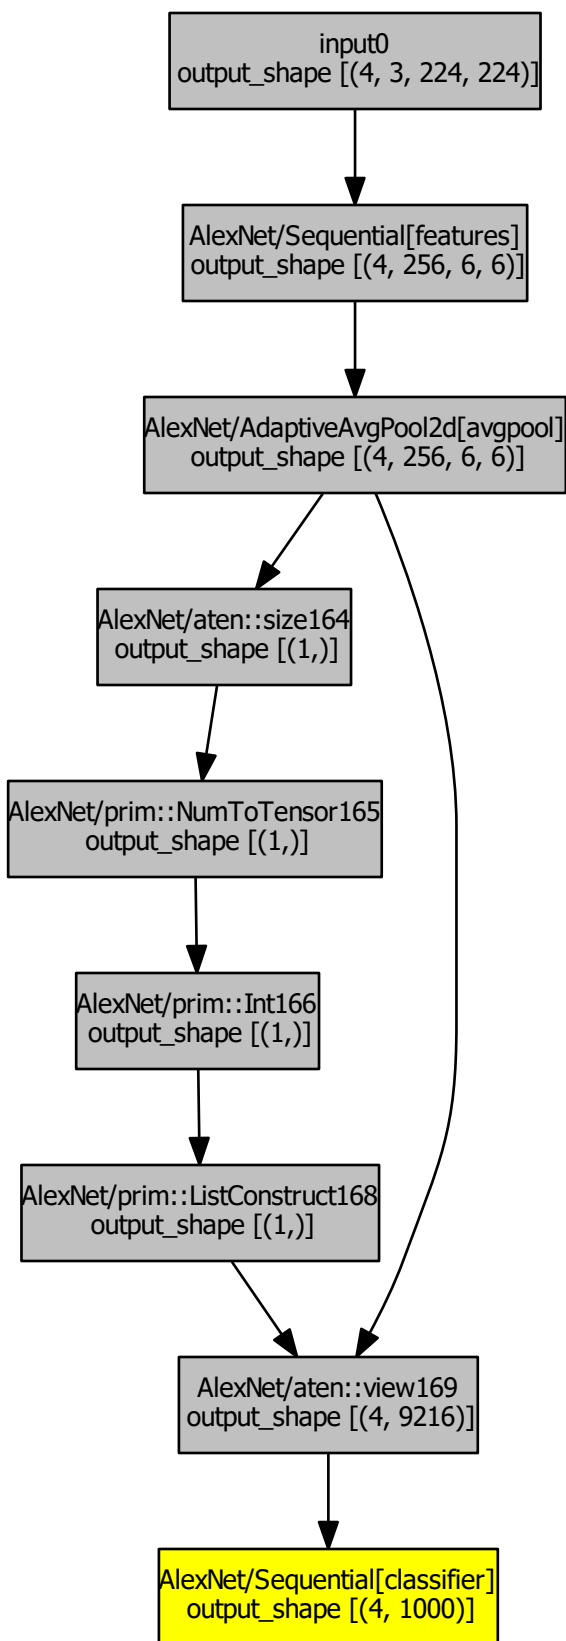 input0
output_shape [(4, 3, 224, 224)]
AlexNet/Sequential[features]
output_shape [(4, 256, 6, 6)]
AlexNet/AdaptiveAvgPool2d[avgpool]
output_shape [(4, 256, 6, 6)]
AlexNet/aten::size164
output_shape [(1,)]
AlexNet/prim::NumToTensor165
output_shape [(1,)]
AlexNet/prim::Int166
output_shape [(1,)]
AlexNet/prim::ListConstruct168
output_shape [(1,)]
AlexNet/aten::view169
output_shape [(4, 9216)]
AlexNet/Sequential[classifier]
output_shape [(4, 1000)]